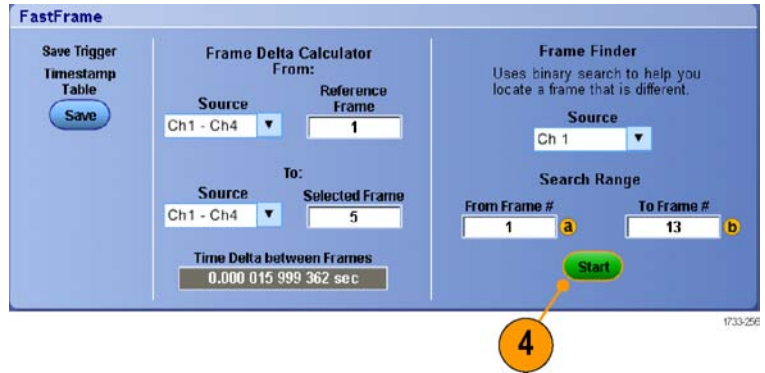 FastFrame
Save Trigger
Timestamp
Table
Save
Frame Delta Calculator
From:
Source
Reference
Frame
Ch1 - Ch4
1
To:
Source
Selected Frame
Ch1 - Ch4
5
Time Delta between Frames
0.000 015 999 362 sec
Frame Finder
Uses binary search to help you
locate a frame that is different.
Source
Ch 1
Search Range
From Frame #
To Frame #
1
a
13
b
Start
4
1733-256